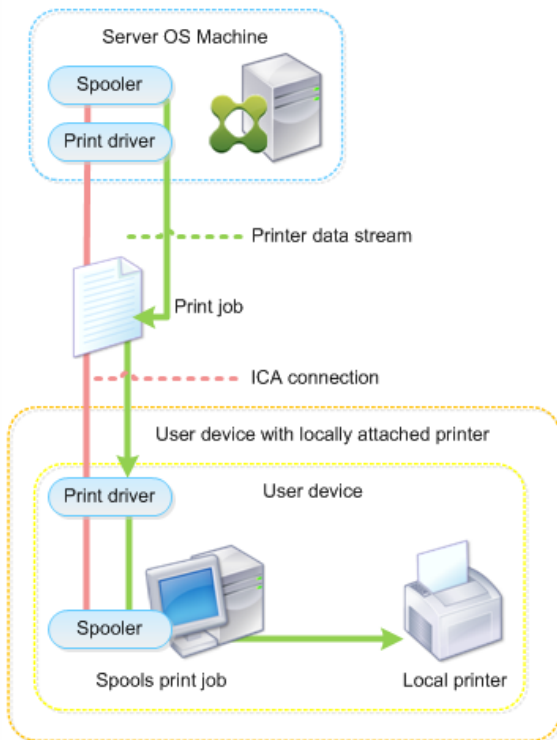 Server OS Machine
Spooler
Print driver
Printer data stream
Print job
ICA connection
User device with locally attached printer
Print driver
User device
Spooler
Spools print job
Local printer